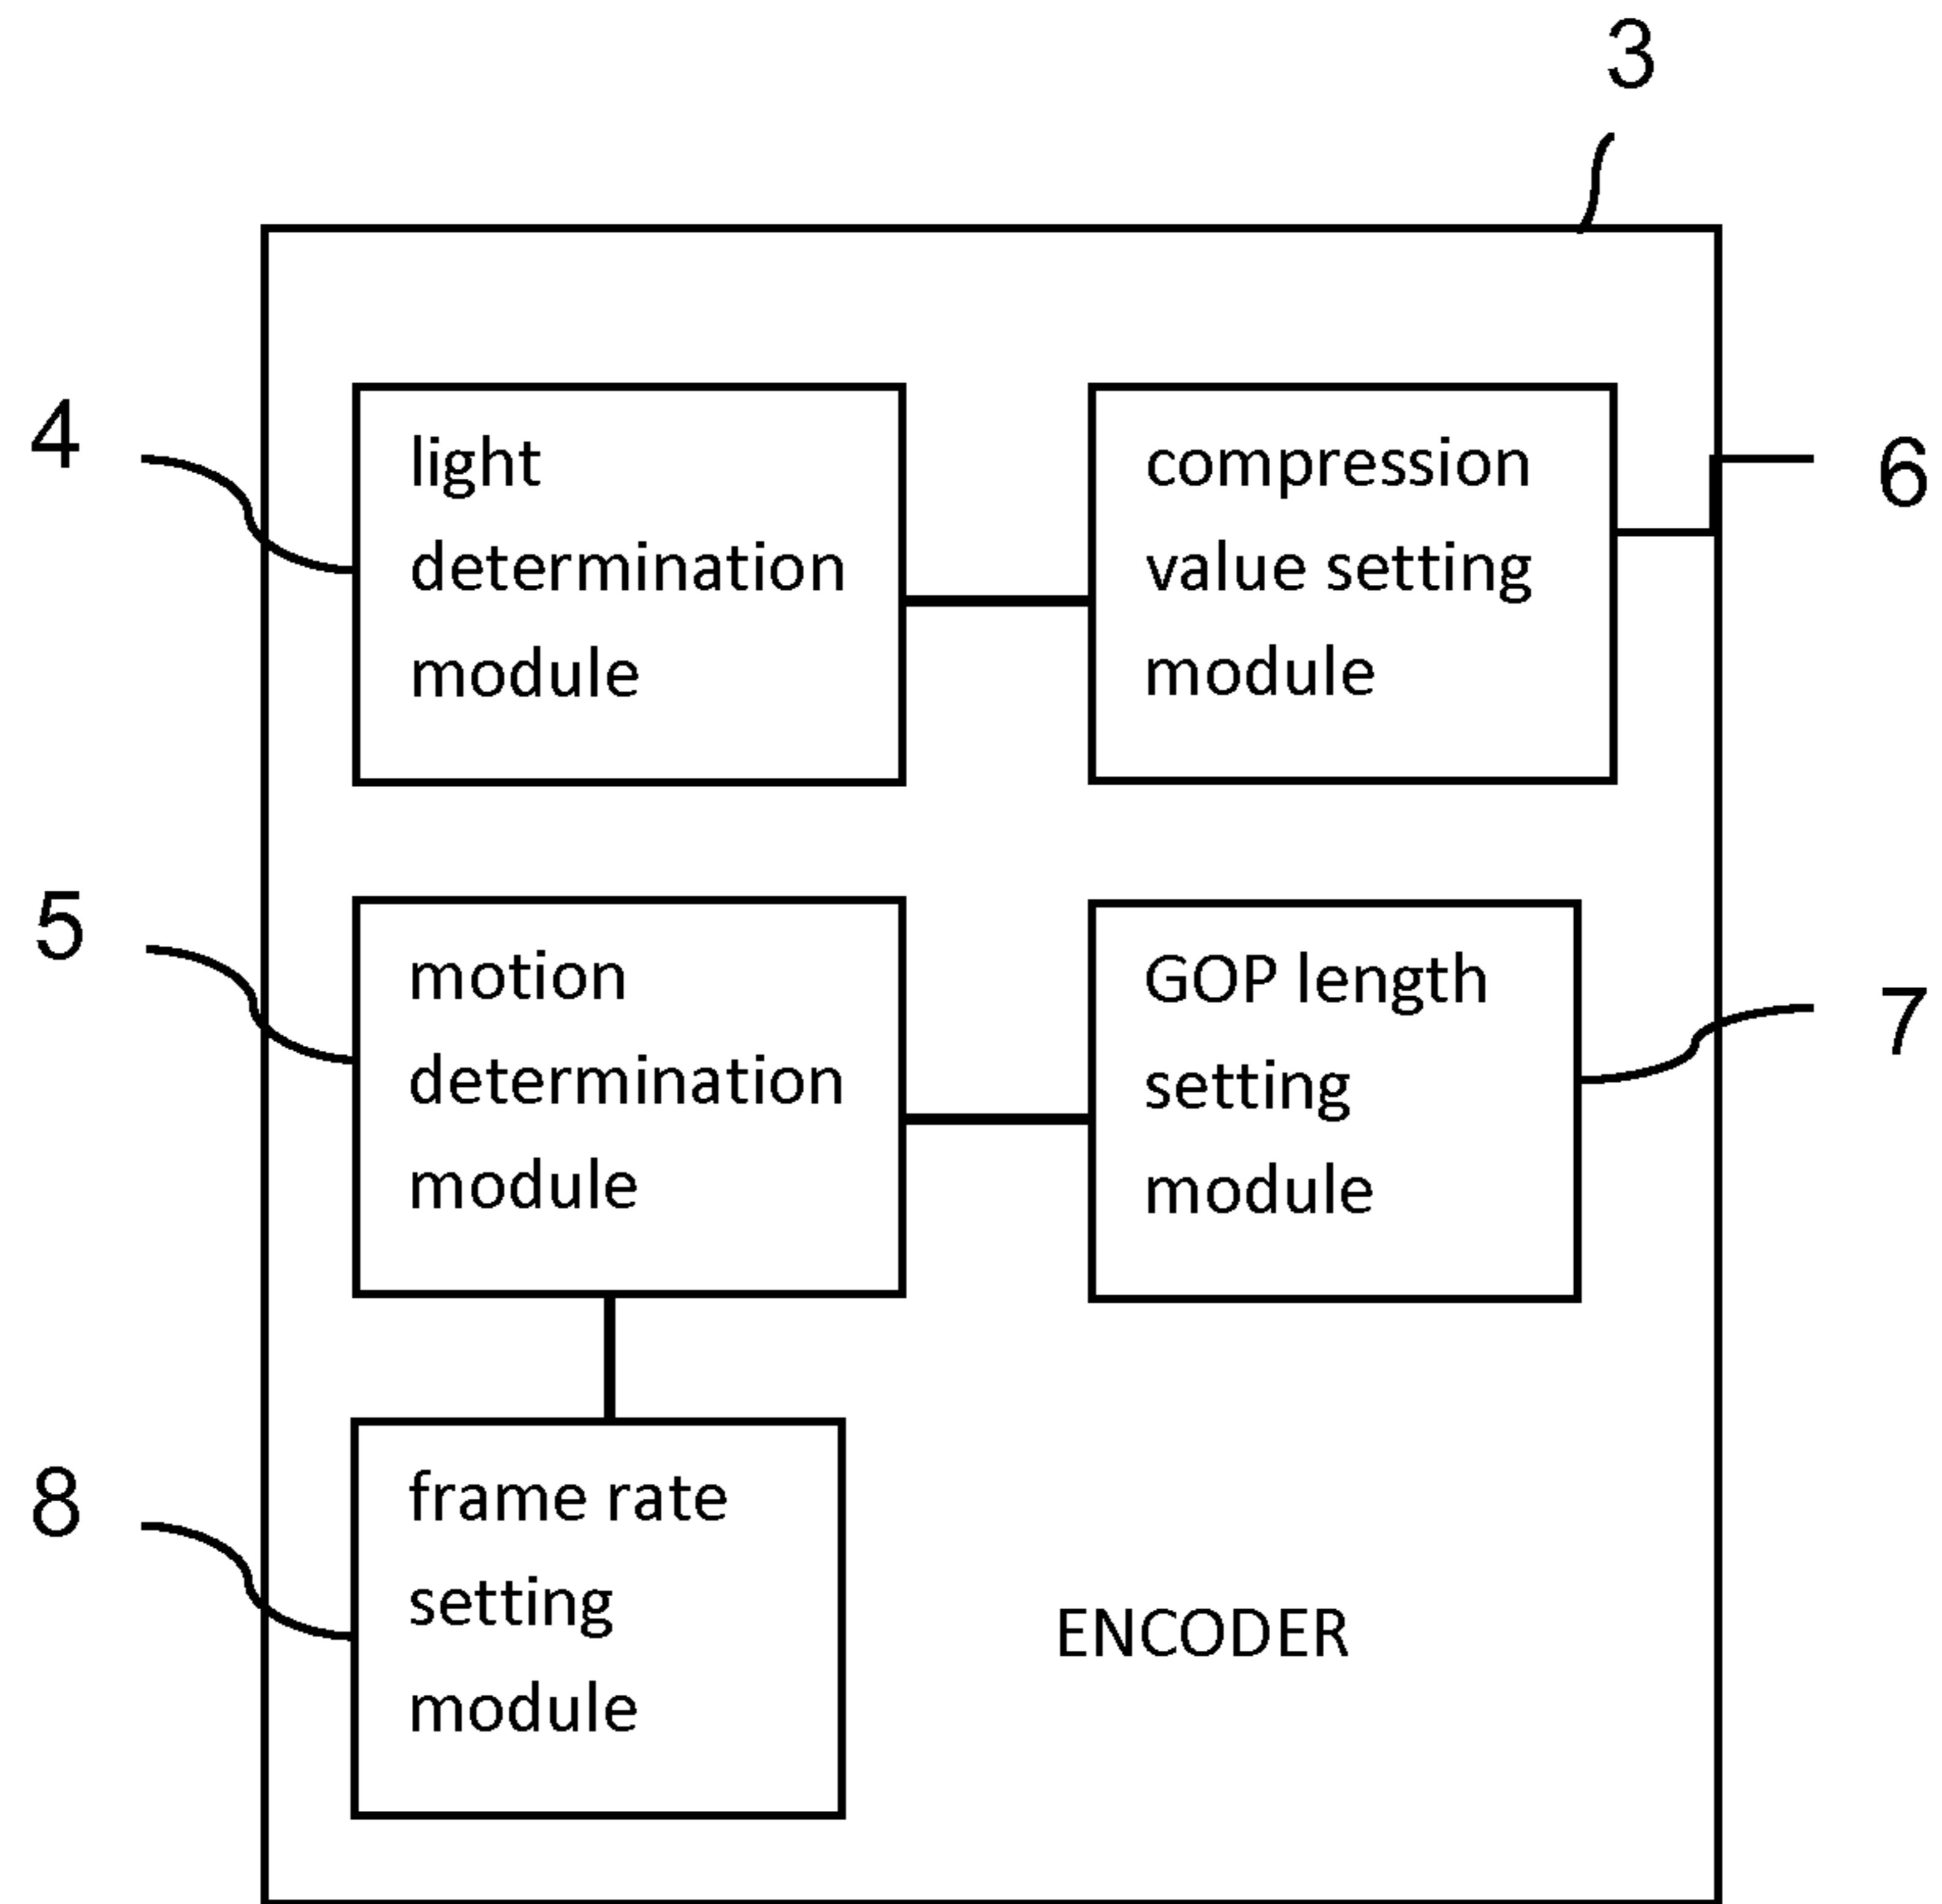 3
4
light
determination
module
compression
value setting
module
6
5
motion
determination
module
GOP length
setting
module
7
8
frame rate
setting
module
ENCODER